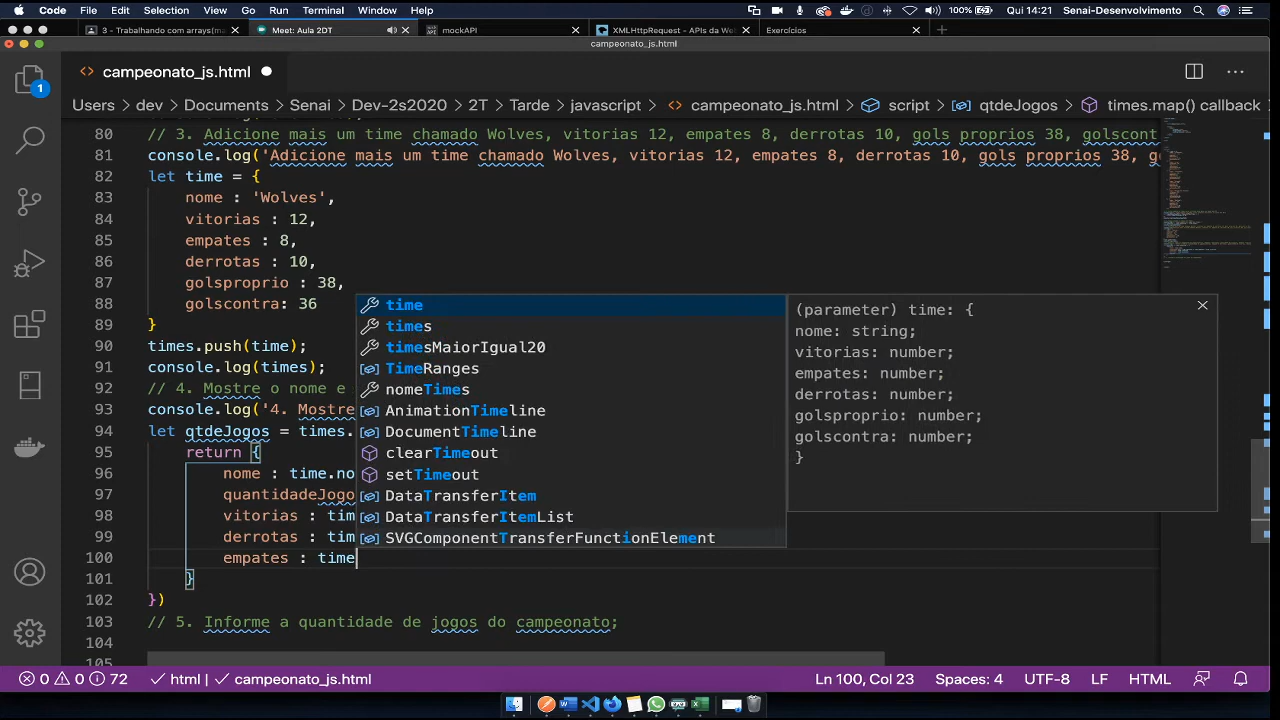 Code File Edit Selection View Go Run Terminal Window Help 100% Qui 14:21 Senai-Desenvolvimento
3 - Trabalhando com arrays(ma × Meet: Aula 2DT × mockAPI × XMLHttpRequest - APIs da Web × Exercícios × +
campeonato_js.html
1
campeonato_js.html
Users > dev > Documents > Senai > Dev-2s2020 > 2T > Tarde > javascript > campeonato_js.html > script > qtdeJogos > times.map() callback
80 // 3. Adicione mais um time chamado Wolves, vitorias 12, empates 8, derrotas 10, gols proprios 38, golscont
81 console.log('Adicione mais um time chamado Wolves, vitorias 12, empates 8, derrotas 10, gols proprios 38, g
82 let time = {
83 nome : 'Wolves',
84 vitorias : 12,
85 empates : 8,
86 derrotas : 10,
87 golsproprio : 38,
88 golscontra: 36
89 }
90 times.push(time);
91 console.log(times);
92 // 4. Mostre o nome e
93 console.log('4. Mostre
94 let qtdeJogos = times.
95 return {
96 nome : time.no
97 quantidadeJogo
98 vitorias : tim
99 derrotas : tim
100 empates : time
101 }
102 })
103 // 5. Informe a quantidade de jogos do campeonato;
104
105
time
times
timesMaiorIgual20
TimeRanges
nomeTimes
AnimationTimeline
DocumentTimeline
clearTimeout
setTimeout
DataTransferItem
DataTransferItemList
SVGComponentTransferFunctionElement
(parameter) time: {
nome: string;
vitorias: number;
empates: number;
derrotas: number;
golsproprio: number;
golscontra: number;
}
0 0 72 html | campeonato_js.html Ln 100, Col 23 Spaces: 4 UTF-8 LF HTML